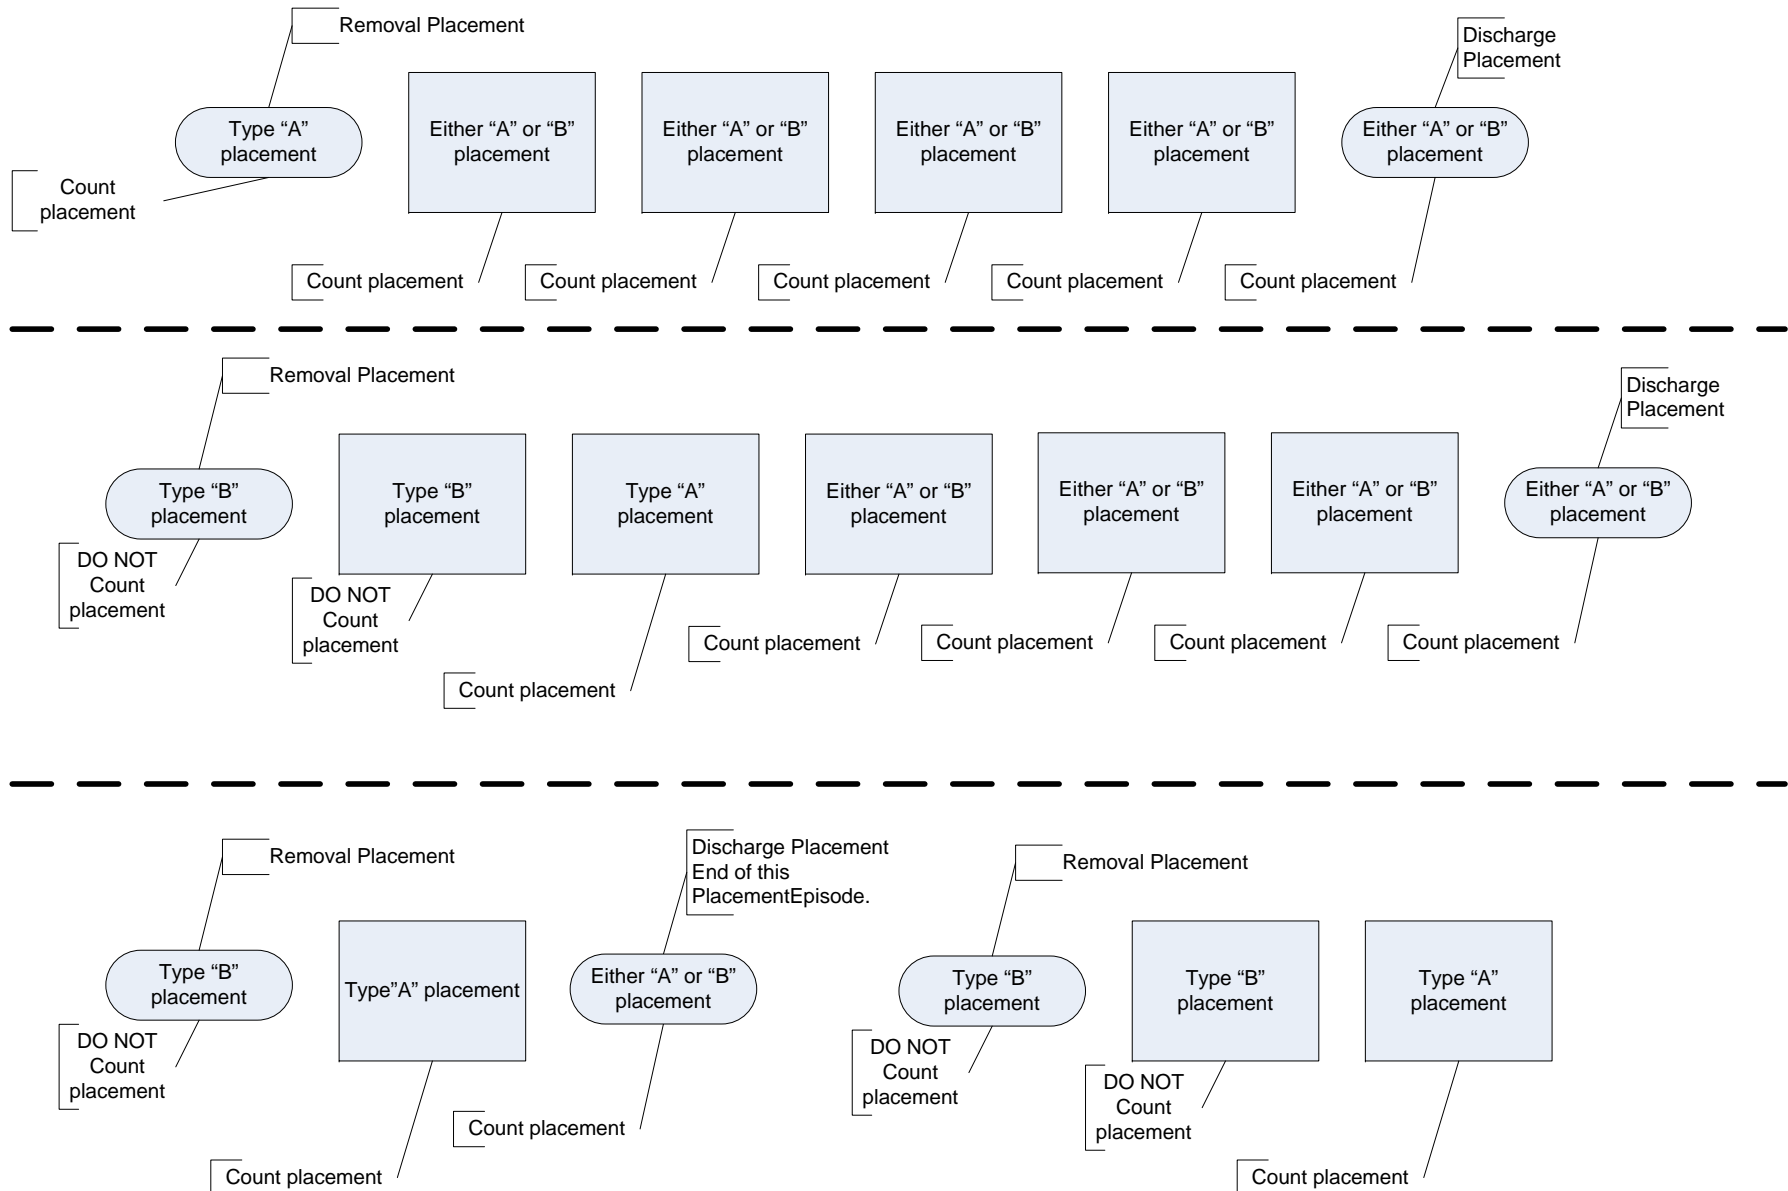 Removal Placement
Discharge
Placement
Type “A”
placement
Either “A” or “B”
placement
Either “A” or “B”
placement
Either “A” or “B”
placement
Either “A” or “B”
placement
Either “A” or “B”
placement
Count
placement
Count placement
Count placement
Count placement
Count placement
Count placement
Removal Placement
Discharge
Placement
Type “B”
placement
Type “B”
placement
Type “A”
placement
Either “A” or “B”
placement
Either “A” or “B”
placement
Either “A” or “B”
placement
Either “A” or “B”
placement
DO NOT
Count
placement
DO NOT
Count
placement
Count placement
Count placement
Count placement
Count placement
Count placement
Removal Placement
Discharge Placement
End of this
PlacementEpisode.
Type “B”
placement
Type”A” placement
Either “A” or “B”
placement
DO NOT
Count
placement
Count placement
Count placement
Removal Placement
Type “B”
placement
Type “B”
placement
Type “A”
placement
DO NOT
Count
placement
DO NOT
Count
placement
Count placement